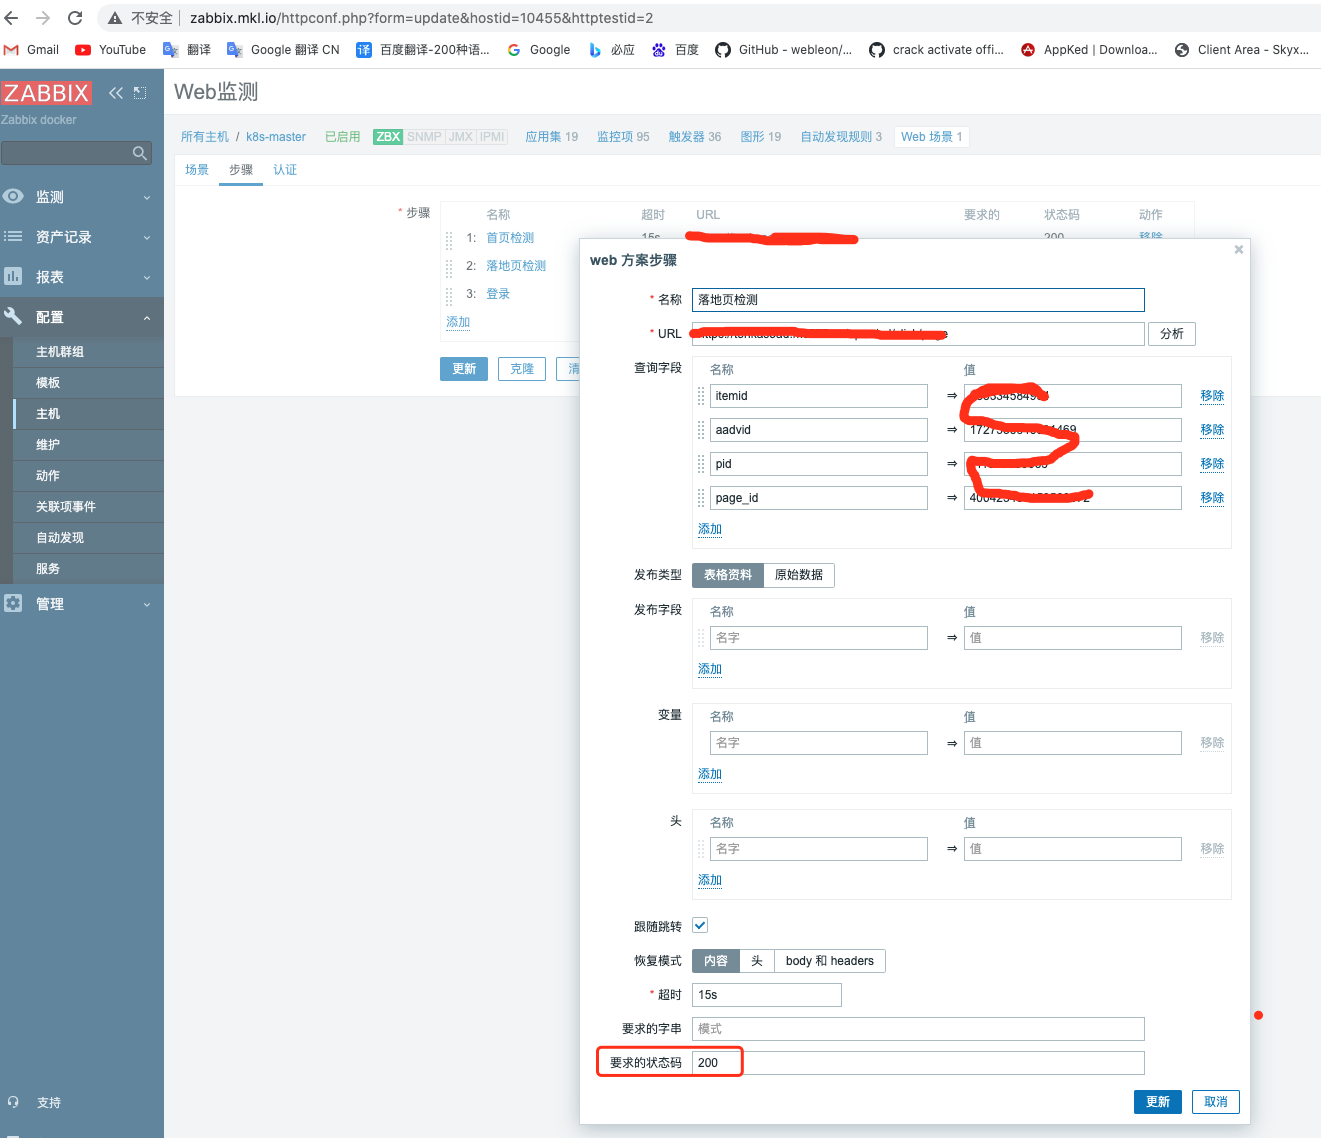 不安全 zabbix.mkl.io/httpconf.php?form=update&hostid=10455&httptestid=2
Gmail YouTube 翻译 Google 翻译 CN 百度翻译-200种语... Google 必应 百度 GitHub - webleon/... crack activate offi... AppKed | Downloa... Client Area - Skyx...
ZABBIX
Zabbix docker
监测
资产记录
报表
配置
主机群组
模板
主机
维护
动作
关联项事件
自动发现
服务
管理
支持
Web监测
所有主机 / k8s-master 已启用 ZBX SNMP JMX IPMI 应用集 19 监控项 95 触发器 36 图形 19 自动发现规则 3 Web 场景 1
场景 步骤 认证
* 步骤 名称 超时 URL 要求的 状态码 动作
1: 首页检测 15s 200 移除
2: 落地页检测
3: 登录
添加
更新 克隆 清
web 方案步骤
* 名称 落地页检测
* URL 分析
查询字段 名称 值
itemid ⇒ 移除
aadvid ⇒ 移除
pid ⇒ 移除
page_id ⇒ 移除
添加
发布类型 表格资料 原始数据
发布字段 名称 值
名字 ⇒ 值 移除
添加
变量 名称 值
名字 ⇒ 值 移除
添加
头 名称 值
名字 ⇒ 值 移除
添加
跟随跳转
恢复模式 内容 头 body 和 headers
* 超时 15s
要求的字串 模式
要求的状态码 200
更新 取消